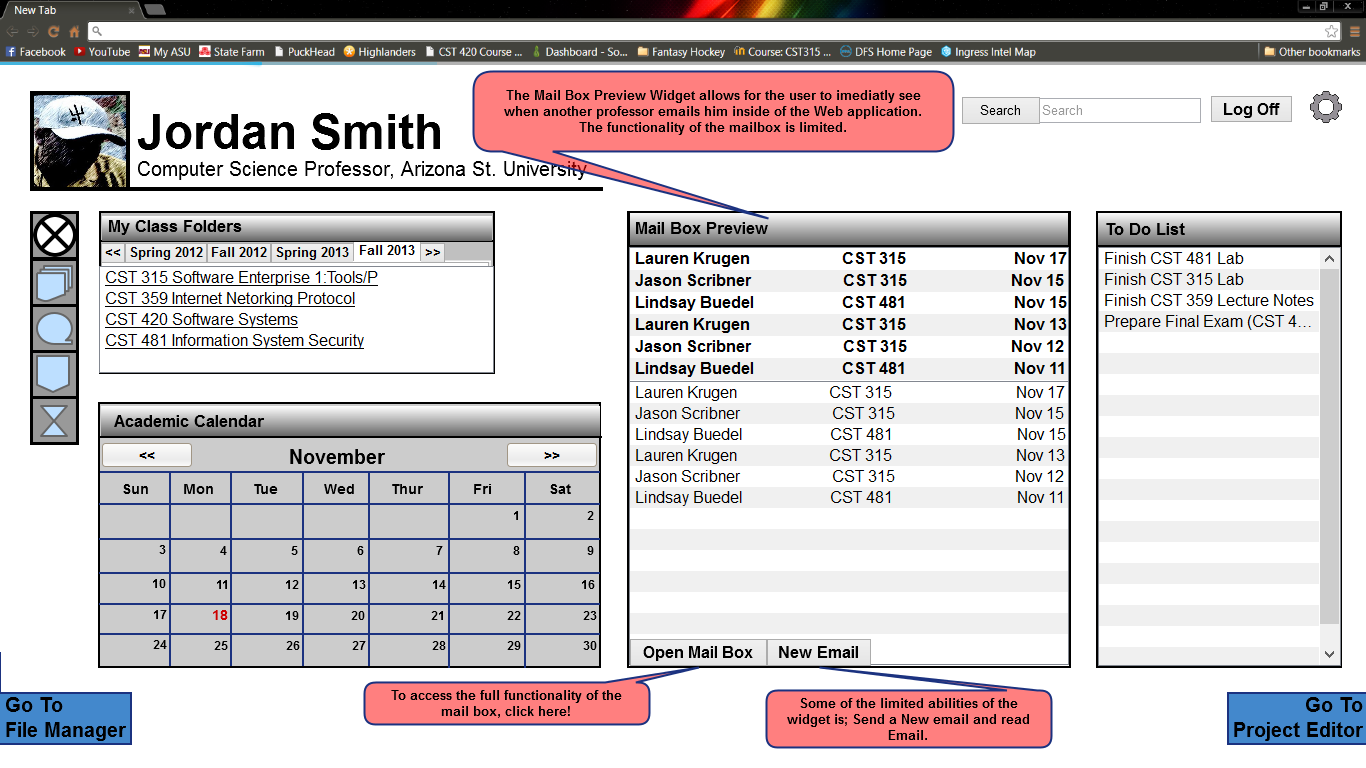 New Tab
Facebook YouTube My ASU State Farm PuckHead Highlanders CST 420 Course ... Dashboard - So... Fantasy Hockey Course: CST315 ... DFS Home Page Ingress Intel Map Other bookmarks
The Mail Box Preview Widget allows for the user to imediatly see
when another professor emails him inside of the Web application.
The functionality of the mailbox is limited.
Search Search Log Off
Jordan Smith
Computer Science Professor, Arizona St. University
My Class Folders
<< Spring 2012 Fall 2012 Spring 2013 Fall 2013 >>
CST 315 Software Enterprise 1:Tools/P
CST 359 Internet Netorking Protocol
CST 420 Software Systems
CST 481 Information System Security
Academic Calendar
<< November >>
Sun Mon Tue Wed Thur Fri Sat
1 2
3 4 5 6 7 8 9
10 11 12 13 14 15 16
17 18 19 20 21 22 23
24 25 26 27 28 29 30
Mail Box Preview
Lauren Krugen CST 315 Nov 17
Jason Scribner CST 315 Nov 15
Lindsay Buedel CST 481 Nov 15
Lauren Krugen CST 315 Nov 13
Jason Scribner CST 315 Nov 12
Lindsay Buedel CST 481 Nov 11
Lauren Krugen CST 315 Nov 17
Jason Scribner CST 315 Nov 15
Lindsay Buedel CST 481 Nov 15
Lauren Krugen CST 315 Nov 13
Jason Scribner CST 315 Nov 12
Lindsay Buedel CST 481 Nov 11
Open Mail Box New Email
To Do List
Finish CST 481 Lab
Finish CST 315 Lab
Finish CST 359 Lecture Notes
Prepare Final Exam (CST 4...
To access the full functionality of the
mail box, click here!
Some of the limited abilities of the
widget is; Send a New email and read
Email.
Go To
File Manager
Go To
Project Editor